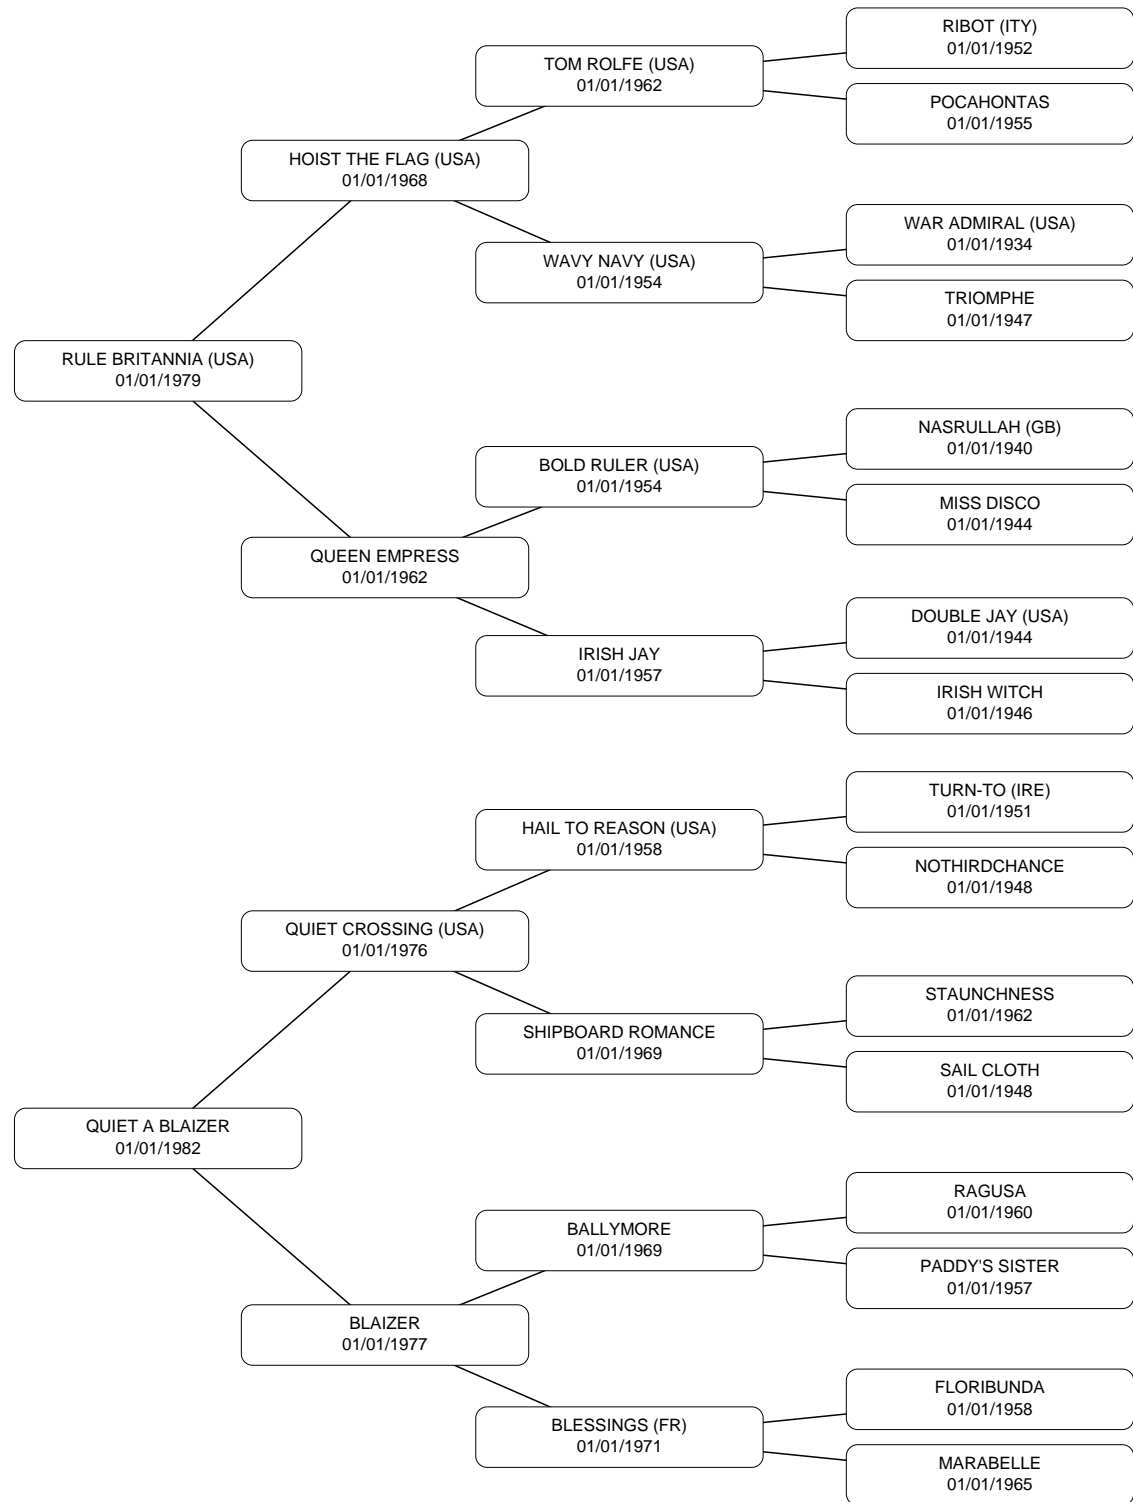 RIBOT (ITY)
01/01/1952
TOM ROLFE (USA)
01/01/1962
POCAHONTAS
01/01/1955
HOIST THE FLAG (USA)
01/01/1968
WAR ADMIRAL (USA)
01/01/1934
WAVY NAVY (USA)
01/01/1954
TRIOMPHE
01/01/1947
RULE BRITANNIA (USA)
01/01/1979
NASRULLAH (GB)
01/01/1940
BOLD RULER (USA)
01/01/1954
MISS DISCO
01/01/1944
QUEEN EMPRESS
01/01/1962
DOUBLE JAY (USA)
01/01/1944
IRISH JAY
01/01/1957
IRISH WITCH
01/01/1946
TURN-TO (IRE)
01/01/1951
HAIL TO REASON (USA)
01/01/1958
NOTHIRDCHANCE
01/01/1948
QUIET CROSSING (USA)
01/01/1976
STAUNCHNESS
01/01/1962
SHIPBOARD ROMANCE
01/01/1969
SAIL CLOTH
01/01/1948
QUIET A BLAIZER
01/01/1982
RAGUSA
01/01/1960
BALLYMORE
01/01/1969
PADDY'S SISTER
01/01/1957
BLAIZER
01/01/1977
FLORIBUNDA
01/01/1958
BLESSINGS (FR)
01/01/1971
MARABELLE
01/01/1965